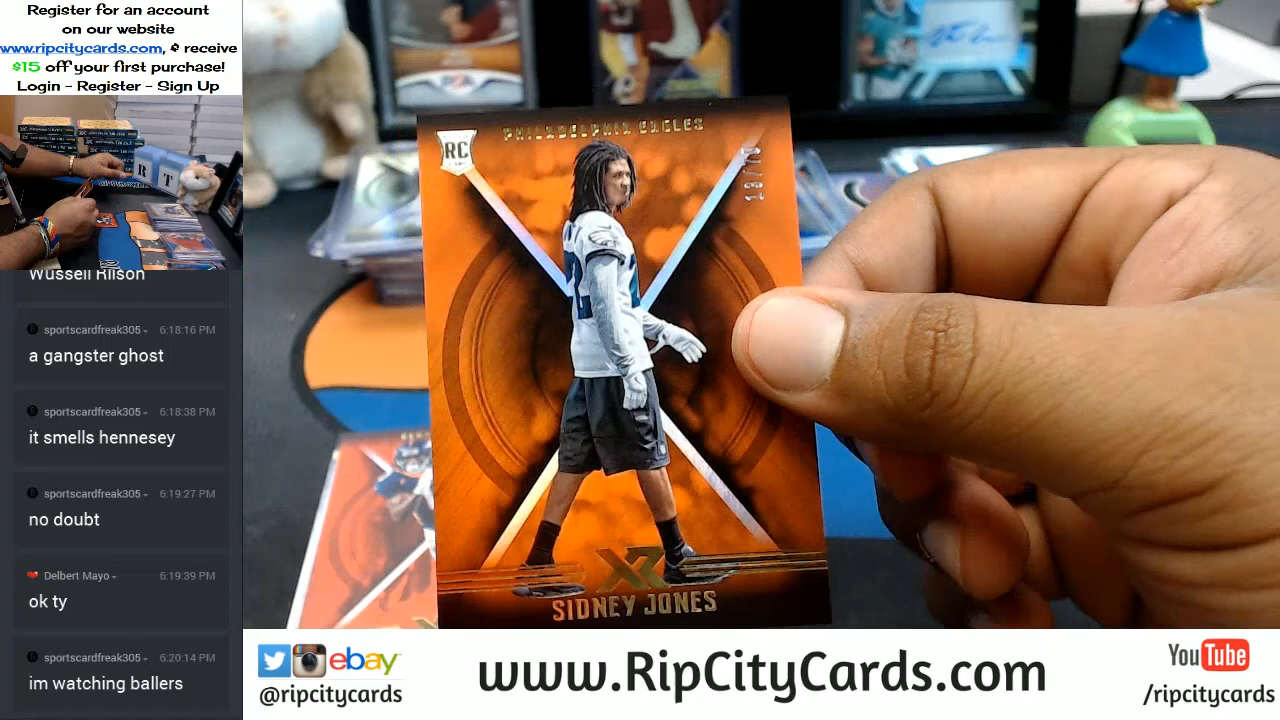 Register for an account
on our website
www.ripcitycards.com, & receive
$15 off your first purchase!
Login - Register - Sign Up
R T
Wussell Rilson
sportscardfreak305 6:18:16 PM
a gangster ghost
sportscardfreak305 6:18:38 PM
it smells hennesey
sportscardfreak305 6:19:27 PM
no doubt
Delbert Mayo 6:19:39 PM
ok ty
sportscardfreak305 6:20:14 PM
im watching ballers
PHILADELPHIA EAGLES
RC
XR
SIDNEY JONES
ebay
@ripcitycards
www.RipCityCards.com
YouTube
/ripcitycards